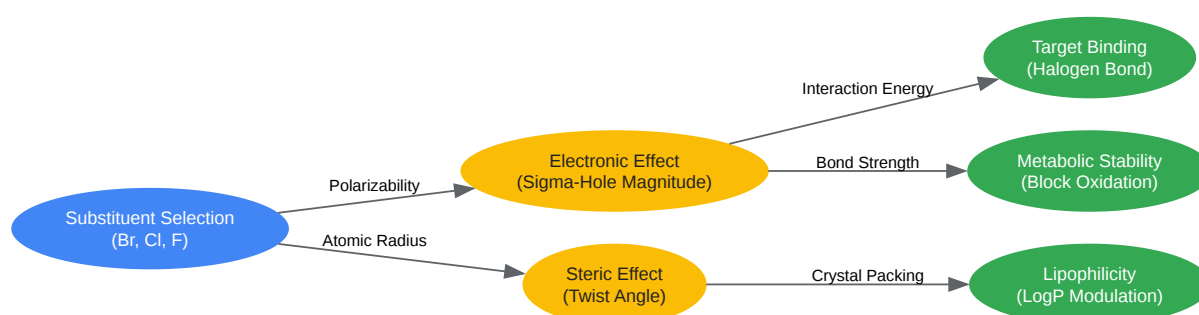 Substituent Selection
(Br, Cl, F)
Polarizability
Atomic Radius
Electronic Effect
(Sigma-Hole Magnitude)
Steric Effect
(Twist Angle)
Interaction Energy
Bond Strength
Crystal Packing
Target Binding
(Halogen Bond)
Metabolic Stability
(Block Oxidation)
Lipophilicity
(LogP Modulation)